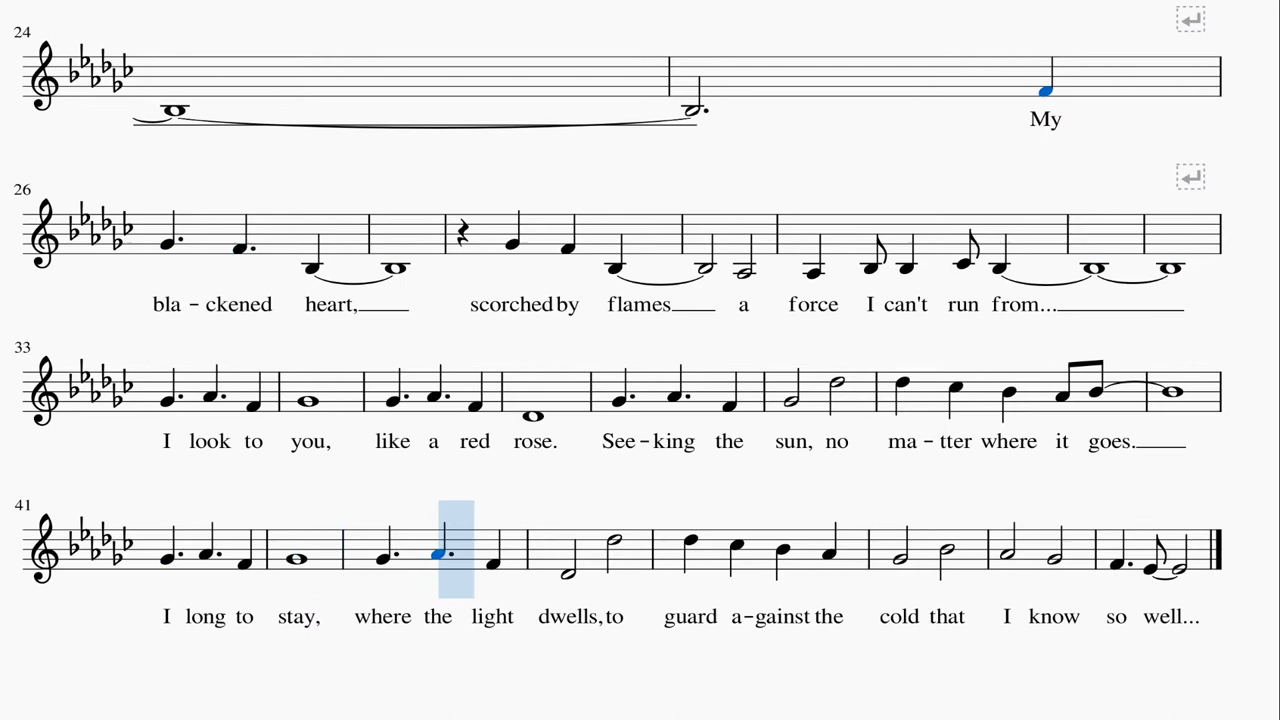 24
My
26
bla - ckened heart, scorched by flames a force I can't run from...
33
I look to you, like a red rose. See - king the sun, no ma - tter where it goes.
41
I long to stay, where the light dwells, to guard a - gainst the cold that I know so well...